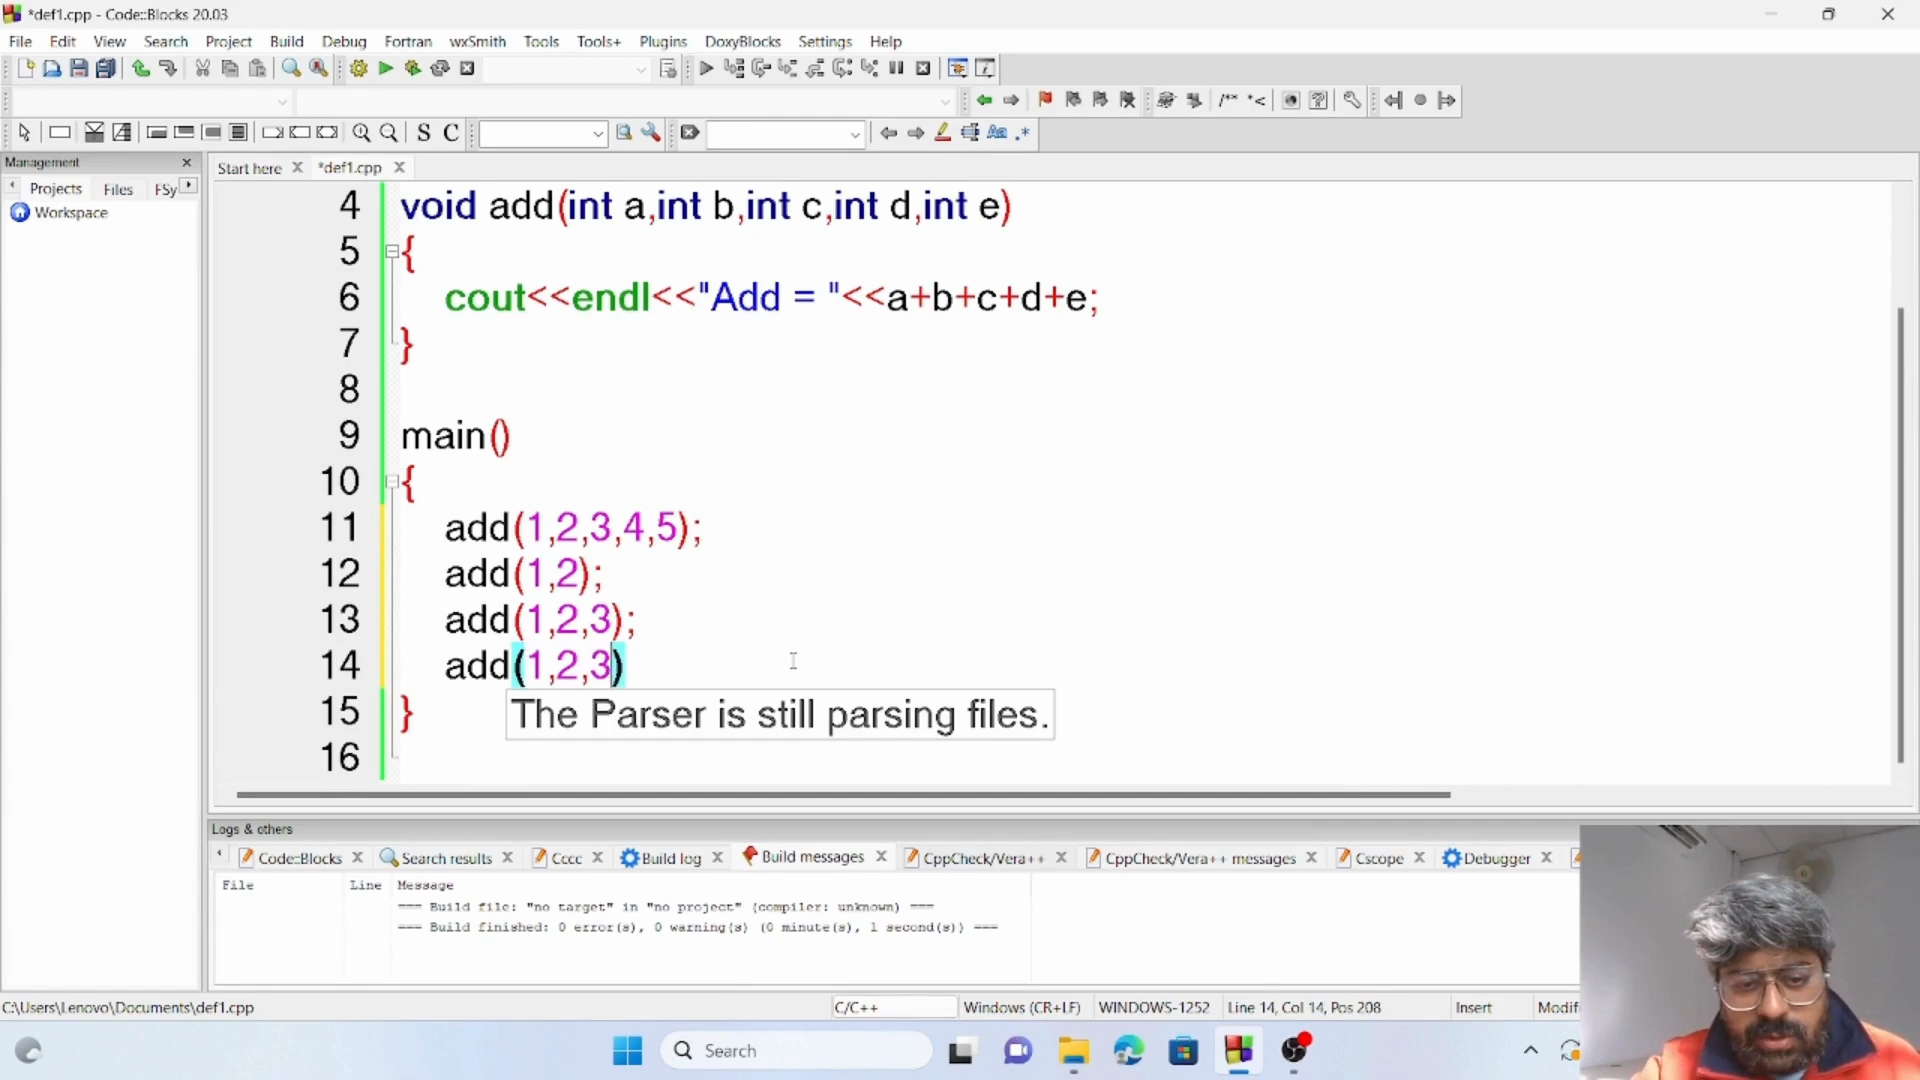 *def1.cpp - Code::Blocks 20.03
File Edit View Search Project Build Debug Fortran wxSmith Tools Tools+ Plugins DoxyBlocks Settings Help
/** *<
S C Aa .*
Management
Start here *def1.cpp
Projects Files FSy
Workspace
4 void add(int a,int b,int c,int d,int e)
5 {
6 cout<<endl<<"Add = "<<a+b+c+d+e;
7 }
8
9 main()
10 {
11 add(1,2,3,4,5);
12 add(1,2);
13 add(1,2,3);
14 add(1,2,3)
15 }
The Parser is still parsing files.
16
Logs & others
Code::Blocks Search results Cccc Build log Build messages CppCheck/Vera++ CppCheck/Vera++ messages Cscope Debugger
File Line Message
=== Build file: "no target" in "no project" (compiler: unknown) ===
=== Build finished: 0 error(s), 0 warning(s) (0 minute(s), 1 second(s)) ===
C:\Users\Lenovo\Documents\def1.cpp C/C++ Windows (CR+LF) WINDOWS-1252 Line 14, Col 14, Pos 208 Insert Modifi
Search